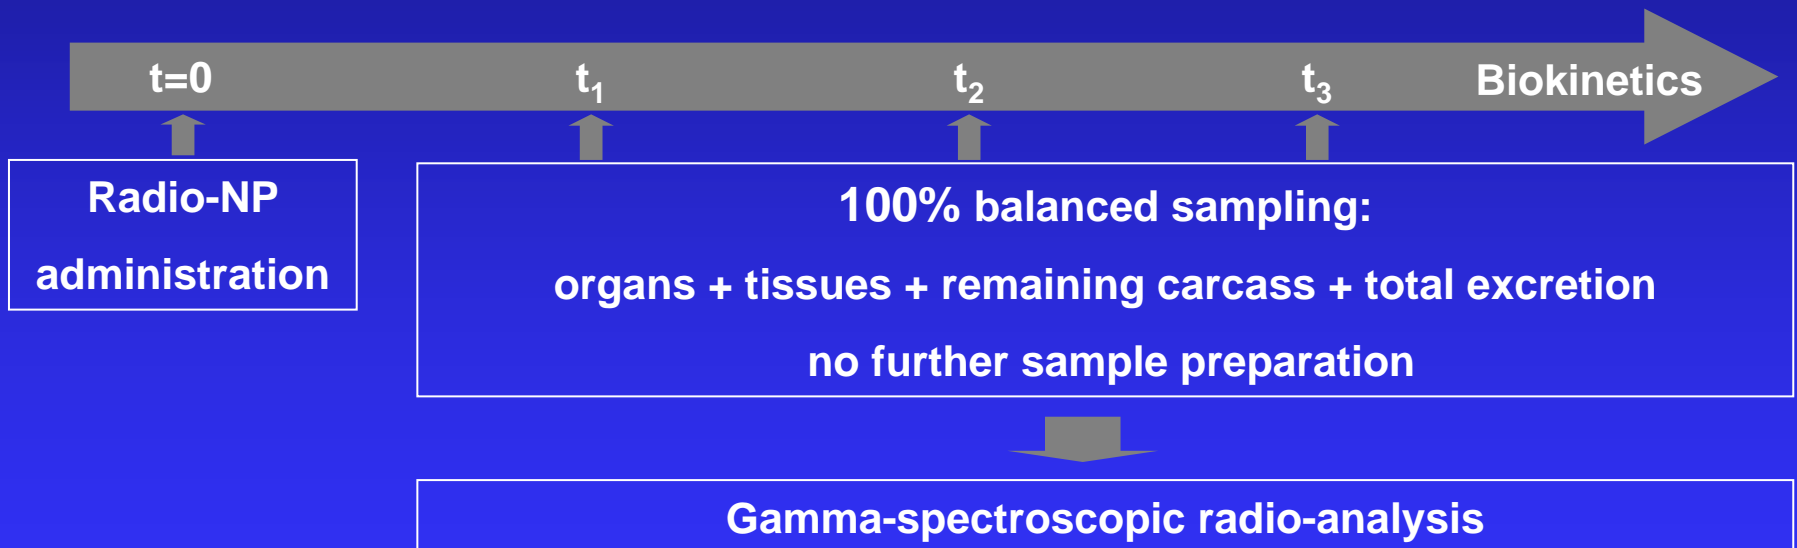 t=0 t₁ t₂ t₃ Biokinetics
Radio-NP
administration
100% balanced sampling:
organs + tissues + remaining carcass + total excretion
no further sample preparation
Gamma-spectroscopic radio-analysis